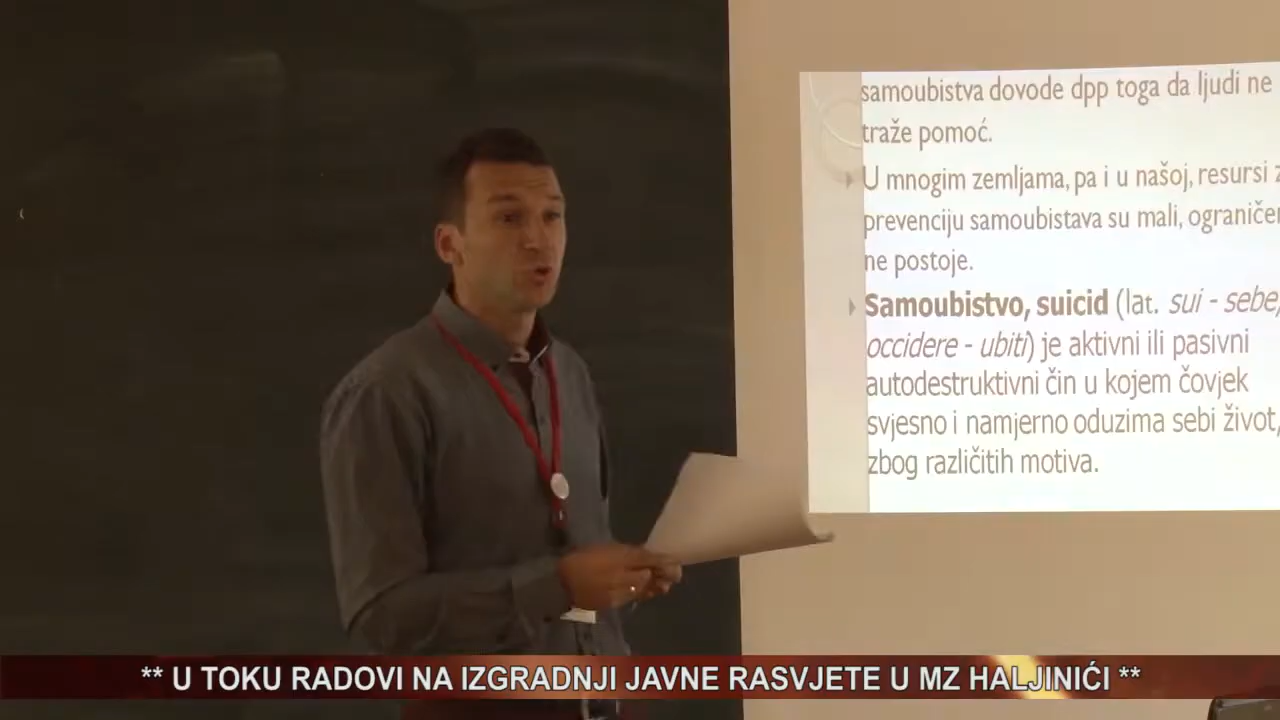 samoubistva dovode dpp toga da ljudi ne
traže pomoć.
U mnogim zemljama, pa i u našoj, resursi
prevenciju samoubistava su mali,
ne postoje.
Samoubistvo, suicid (lat. sui - sebe,
occidere - ubiti) je aktivni ili pasivni
autodestruktivni čin u kojem čovjek
svjesno i namjerno oduzima sebi život,
zbog različitih motiva.
** U TOKU RADOVI NA IZGRADNJI JAVNE RASVJETE U MZ HALJINIĆI **